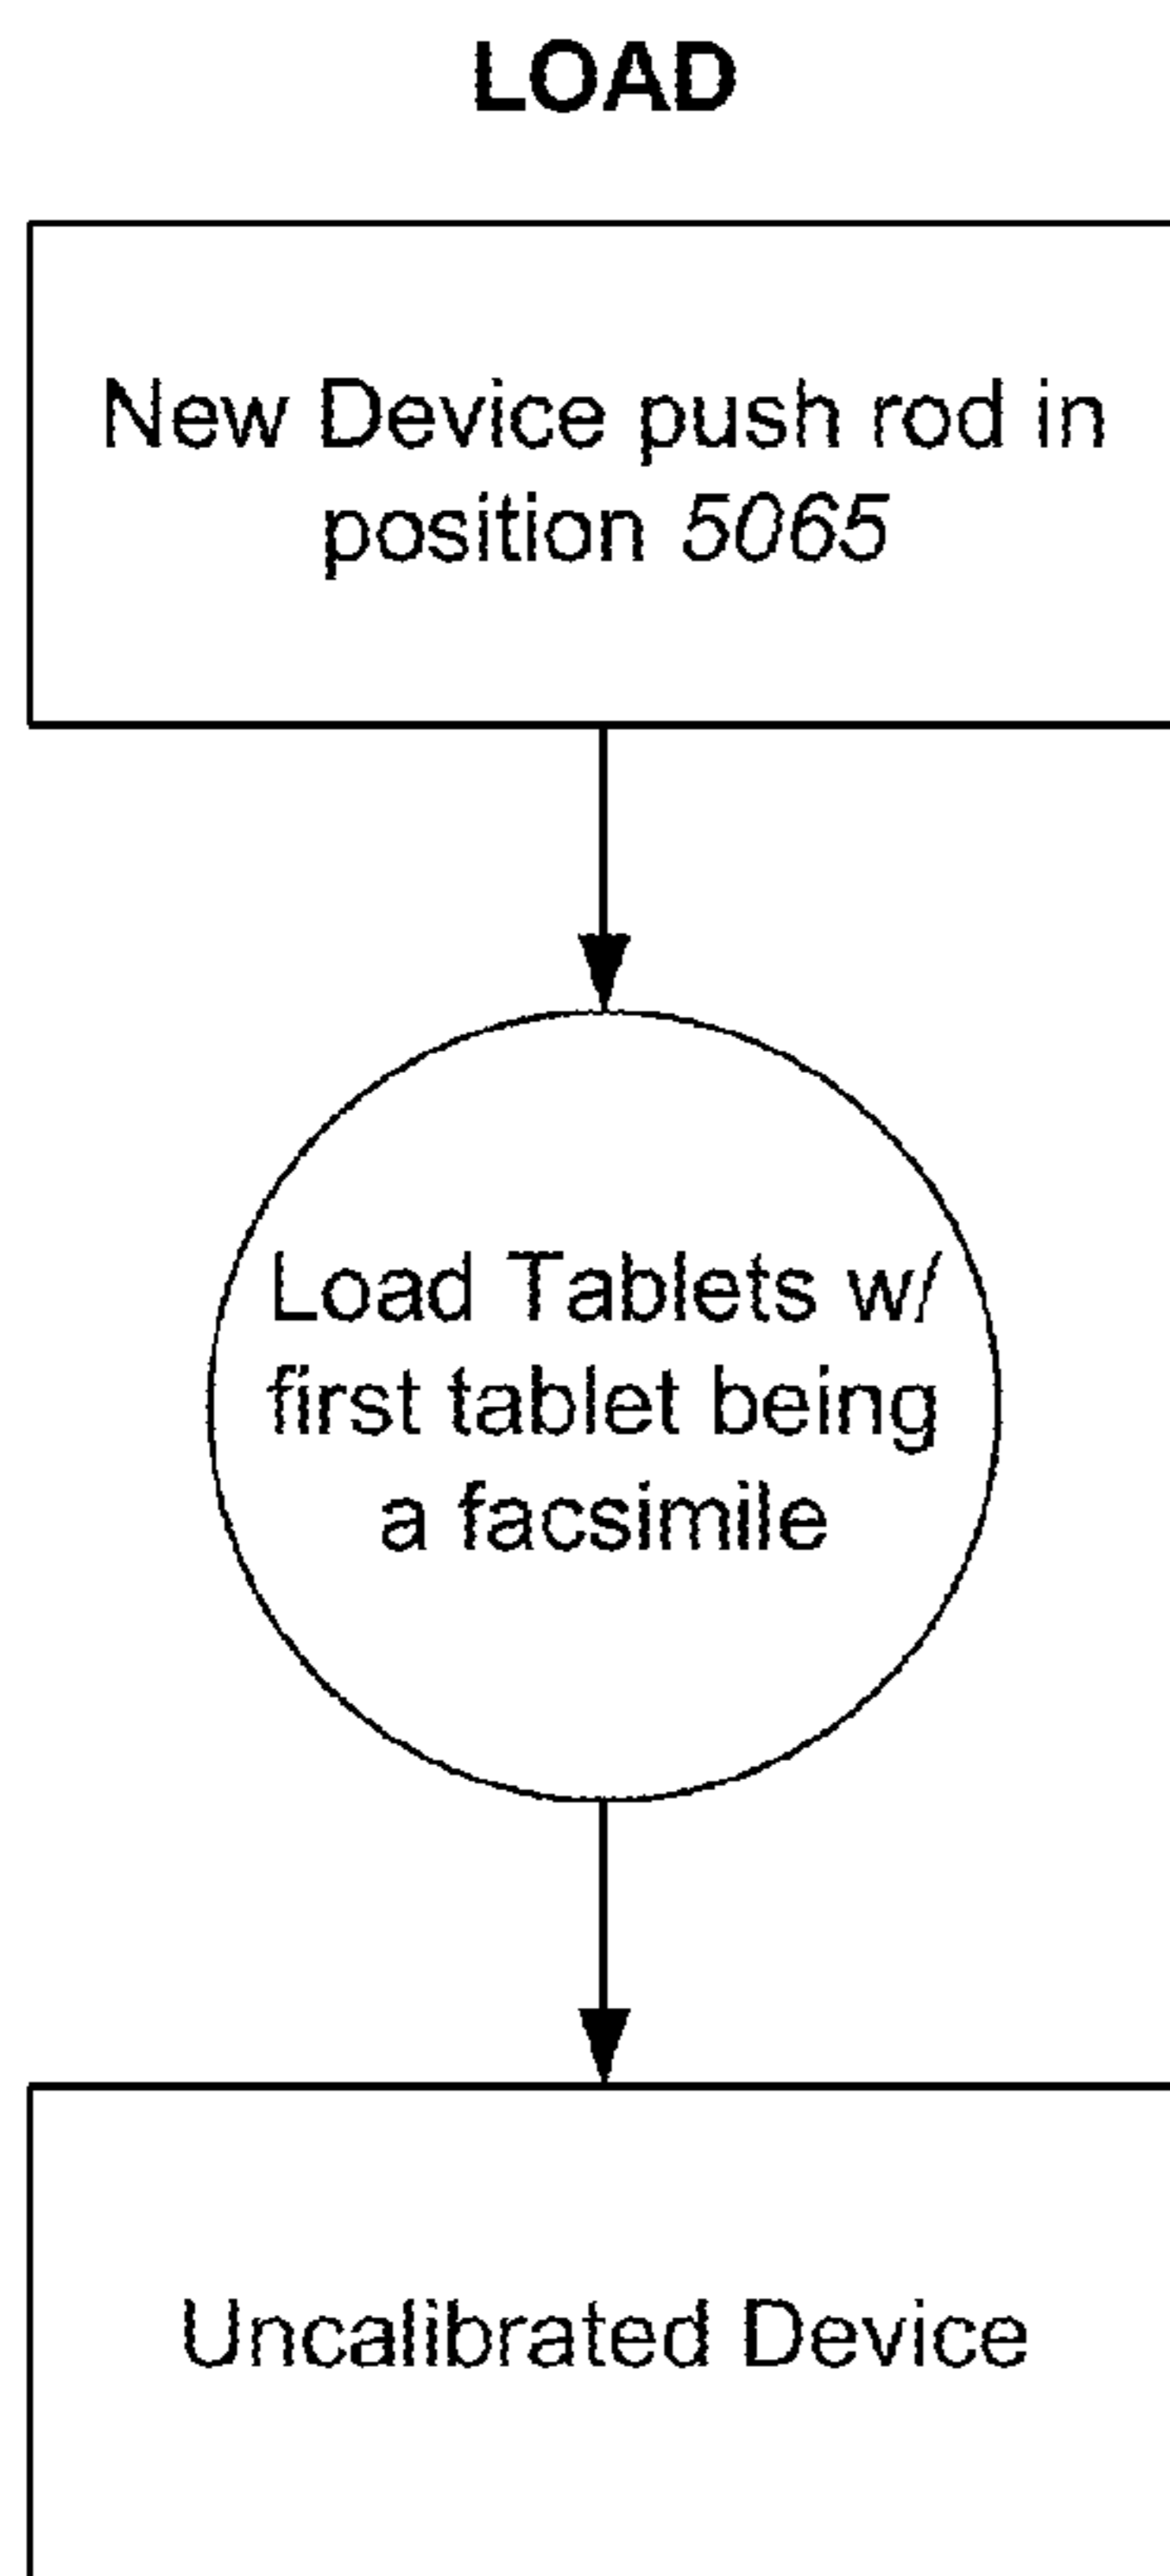 LOAD
New Device push rod in
position 5065
Load Tablets w/
first tablet being
a facsimile
Uncalibrated Device